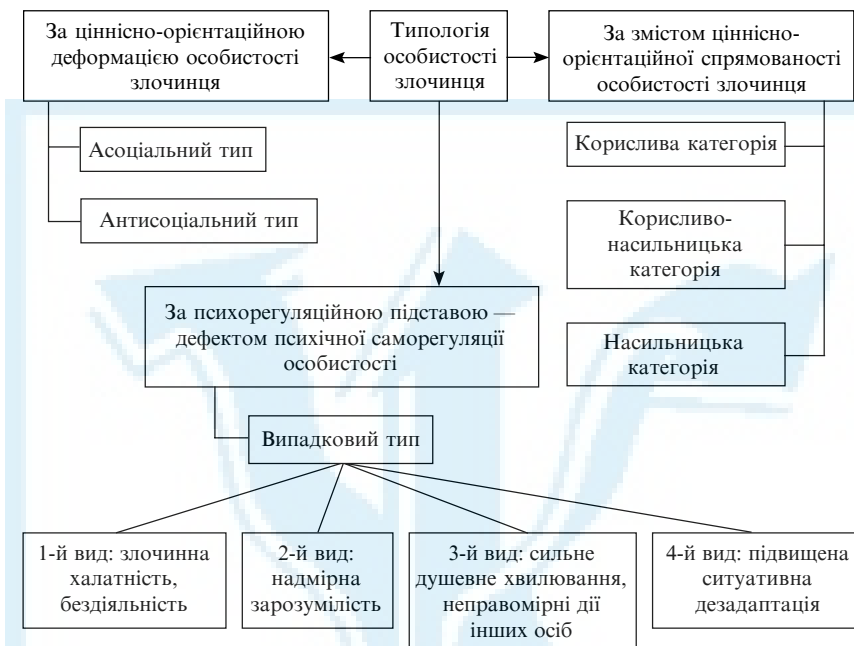 За ціннісно-орієнтаційною
деформацією особистості
злочинця
Типологія
особистості
злочинця
За змістом ціннісно-
орієнтаційної спрямованості
особистості злочинця
Асоціальний тип
Антисоціальний тип
Корислива категорія
Корисливо-
насильницька
категорія
Насильницька
категорія
За психорегуляційною підставою —
дефектом психічної саморегуляції
особистості
Випадковий тип
1-й вид: злочинна
халатність,
бездіяльність
2-й вид:
надмірна
зарозумілість
3-й вид: сильне
душевне хвилювання,
неправомірні дії
інших осіб
4-й вид: підвищена
ситуативна
дезадаптація